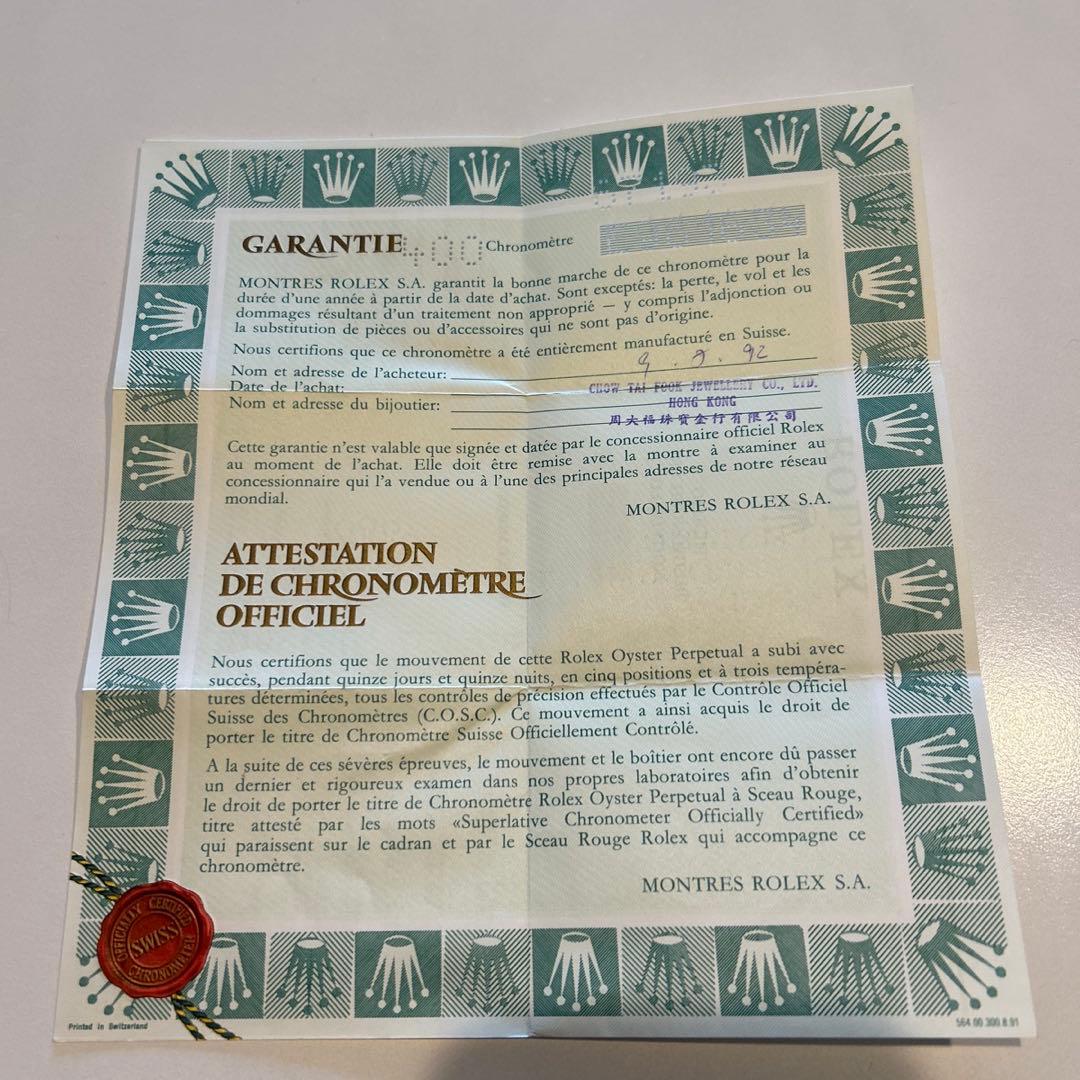 GARANTIE 400 Chronomètre
MONTRES ROLEX S.A. garantit la bonne marche de ce chronomètre pour la
durée d'une année à partir de la date d'achat. Sont exceptés: la perte, le vol et les
dommages résultant d'un traitement non approprié — y compris l'adjonction ou
la substitution de pièces ou d'accessoires qui ne sont pas d'origine.
Nous certifions que ce chronomètre a été entièrement manufacturé en Suisse.
Nom et adresse de l'acheteur:
Date de l'achat:
CHOW TAI FOOK JEWELLERY CO., LTD.
Nom et adresse du bijoutier:
HONG KONG
周大福珠寶金行有限公司
Cette garantie n'est valable que signée et datée par le concessionnaire officiel Rolex
au moment de l'achat. Elle doit être remise avec la montre à examiner au
concessionnaire qui l'a vendue ou à l'une des principales adresses de notre réseau
mondial.
MONTRES ROLEX S.A.
ATTESTATION
DE CHRONOMÈTRE
OFFICIEL
Nous certifions que le mouvement de cette Rolex Oyster Perpetual a subi avec
succès, pendant quinze jours et quinze nuits, en cinq positions et à trois tempéra-
tures déterminées, tous les contrôles de précision effectués par le Contrôle Officiel
Suisse des Chronomètres (C.O.S.C.). Ce mouvement a ainsi acquis le droit de
porter le titre de Chronomètre Suisse Officiellement Contrôlé.
A la suite de ces sévères épreuves, le mouvement et le boîtier ont encore dû passer
un dernier et rigoureux examen dans nos propres laboratoires afin d'obtenir
le droit de porter le titre de Chronomètre Rolex Oyster Perpetual à Sceau Rouge,
titre attesté par les mots «Superlative Chronometer Officially Certified»
qui paraissent sur le cadran et par le Sceau Rouge Rolex qui accompagne ce
chronomètre.
MONTRES ROLEX S.A.
OFFICIALLY CERTIFIED
SWISS
CHRONOMETER
Printed in Switzerland
564.00.300.8.91